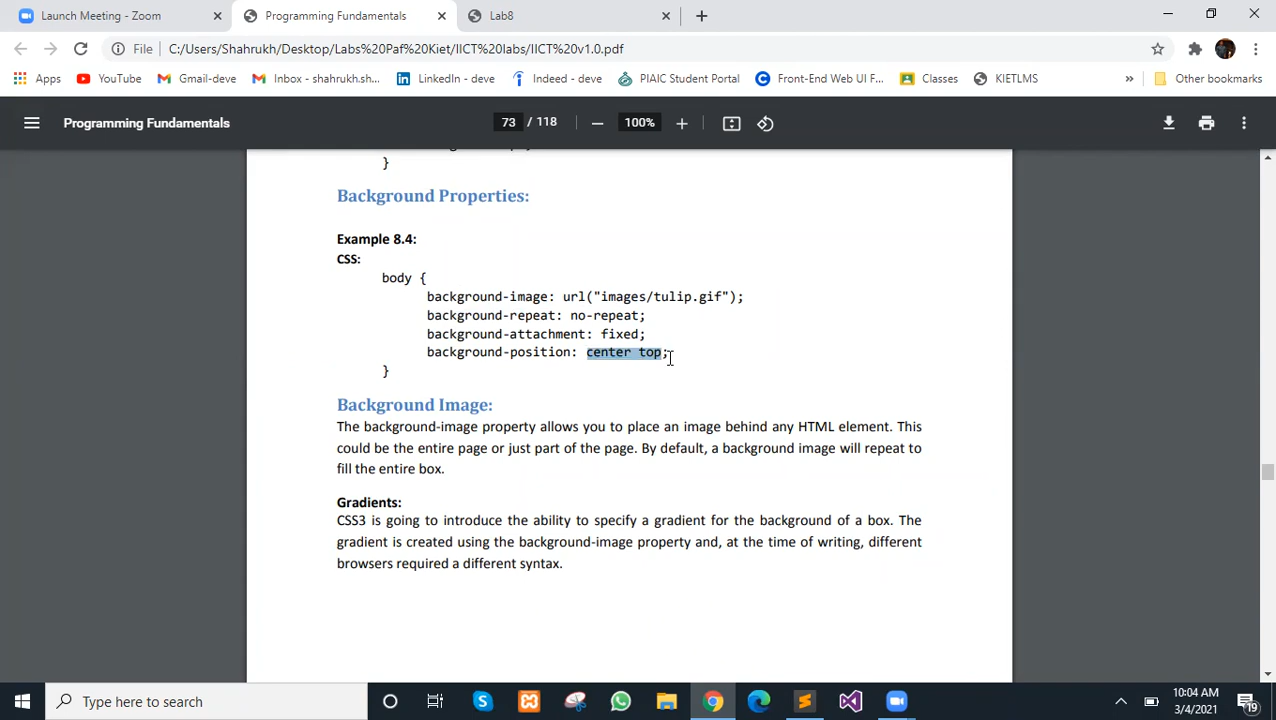 Launch Meeting - Zoom
Programming Fundamentals
Lab8
File
C:/Users/Shahrukh/Desktop/Labs%20Paf%20Kiet/IICT%20labs/IICT%20v1.0.pdf
Apps
YouTube
Gmail-deve
Inbox - shahrukh.sh...
LinkedIn - deve
Indeed - deve
PIAIC Student Portal
Front-End Web UI F...
Classes
KIETLMS
»
Other bookmarks
Programming Fundamentals
73 / 118
100%
}
Background Properties:
Example 8.4:
CSS:
body {
background-image: url("images/tulip.gif");
background-repeat: no-repeat;
background-attachment: fixed;
background-position: center top;
}
Background Image:
The background-image property allows you to place an image behind any HTML element. This
could be the entire page or just part of the page. By default, a background image will repeat to
fill the entire box.
Gradients:
CSS3 is going to introduce the ability to specify a gradient for the background of a box. The
gradient is created using the background-image property and, at the time of writing, different
browsers required a different syntax.
Type here to search
10:04 AM
3/4/2021
19